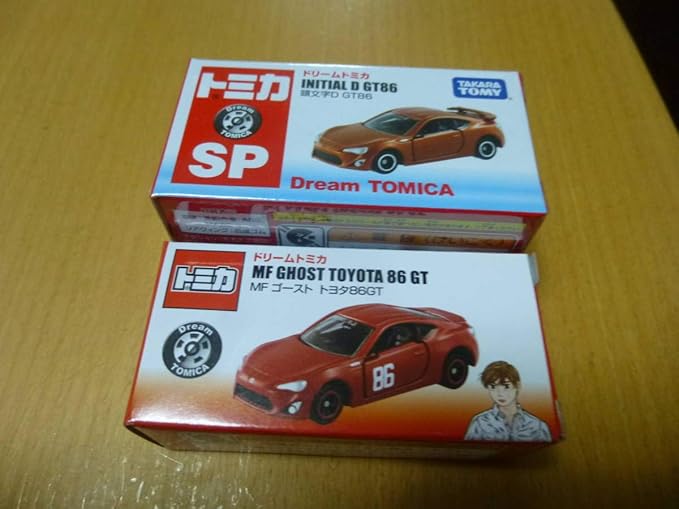 トミカ
Dream
TOMICA
SP
ドリームトミカ
INITIAL D GT86
頭文字D GT86
TAKARA
TOMY
Dream TOMICA
トミカ
Dream
TOMICA
ドリームトミカ
MF GHOST TOYOTA 86 GT
MF ゴースト トヨタ86GT
86